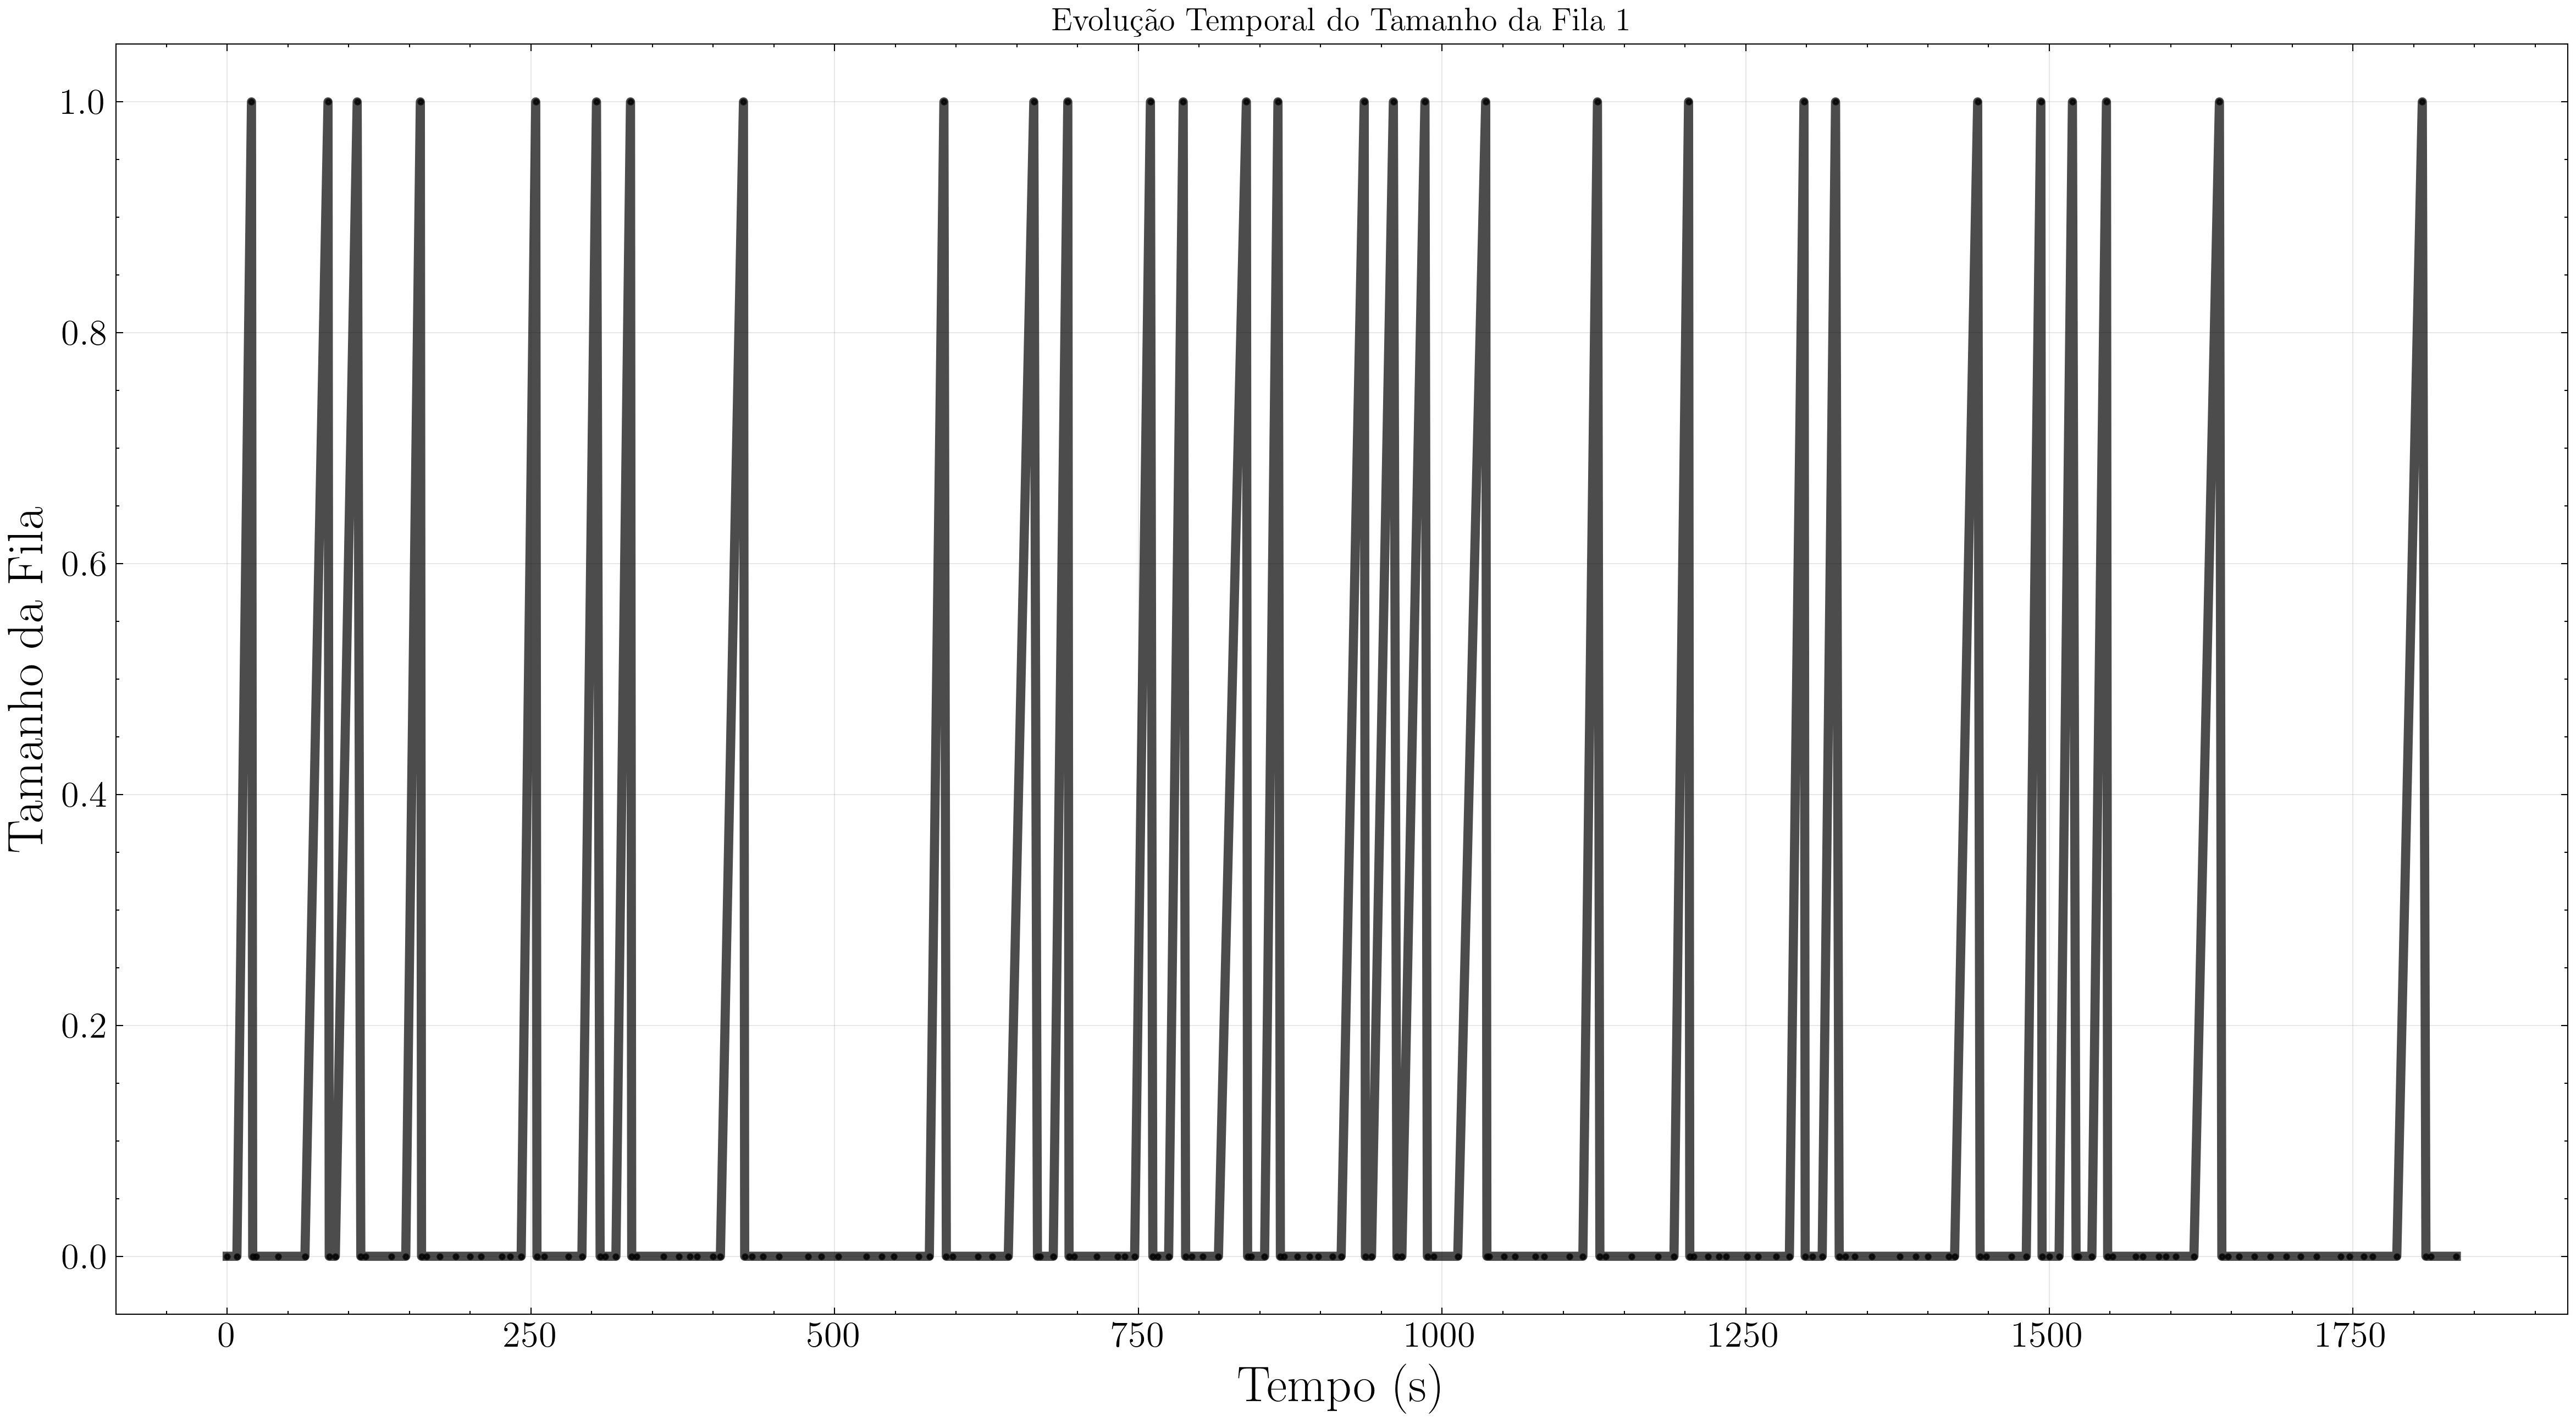 Evolução Temporal do Tamanho da Fila 1
1.0
0.8
0.6
0.4
0.2
0.0
Tamanho da Fila
0 250 500 750 1000 1250 1500 1750
Tempo (s)